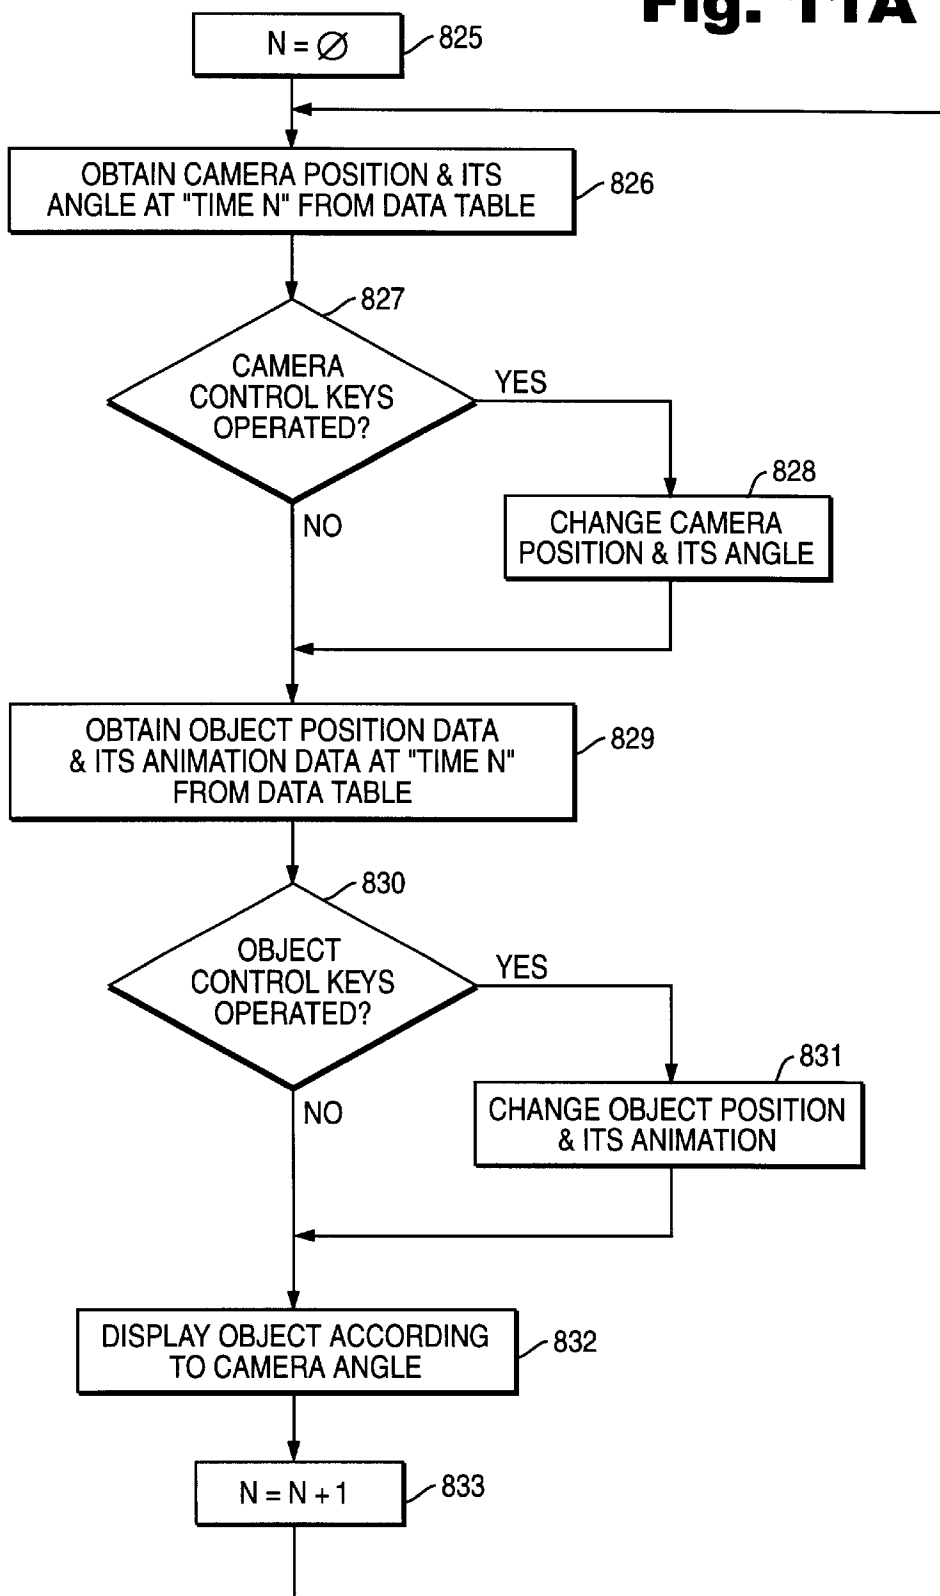 Fig. 11A
N = ∅
825
OBTAIN CAMERA POSITION & ITS
ANGLE AT "TIME N" FROM DATA TABLE
826
827
CAMERA
CONTROL KEYS
OPERATED?
YES
NO
828
CHANGE CAMERA
POSITION & ITS ANGLE
OBTAIN OBJECT POSITION DATA
& ITS ANIMATION DATA AT "TIME N"
FROM DATA TABLE
829
830
OBJECT
CONTROL KEYS
OPERATED?
YES
NO
831
CHANGE OBJECT POSITION
& ITS ANIMATION
DISPLAY OBJECT ACCORDING
TO CAMERA ANGLE
832
N = N + 1
833